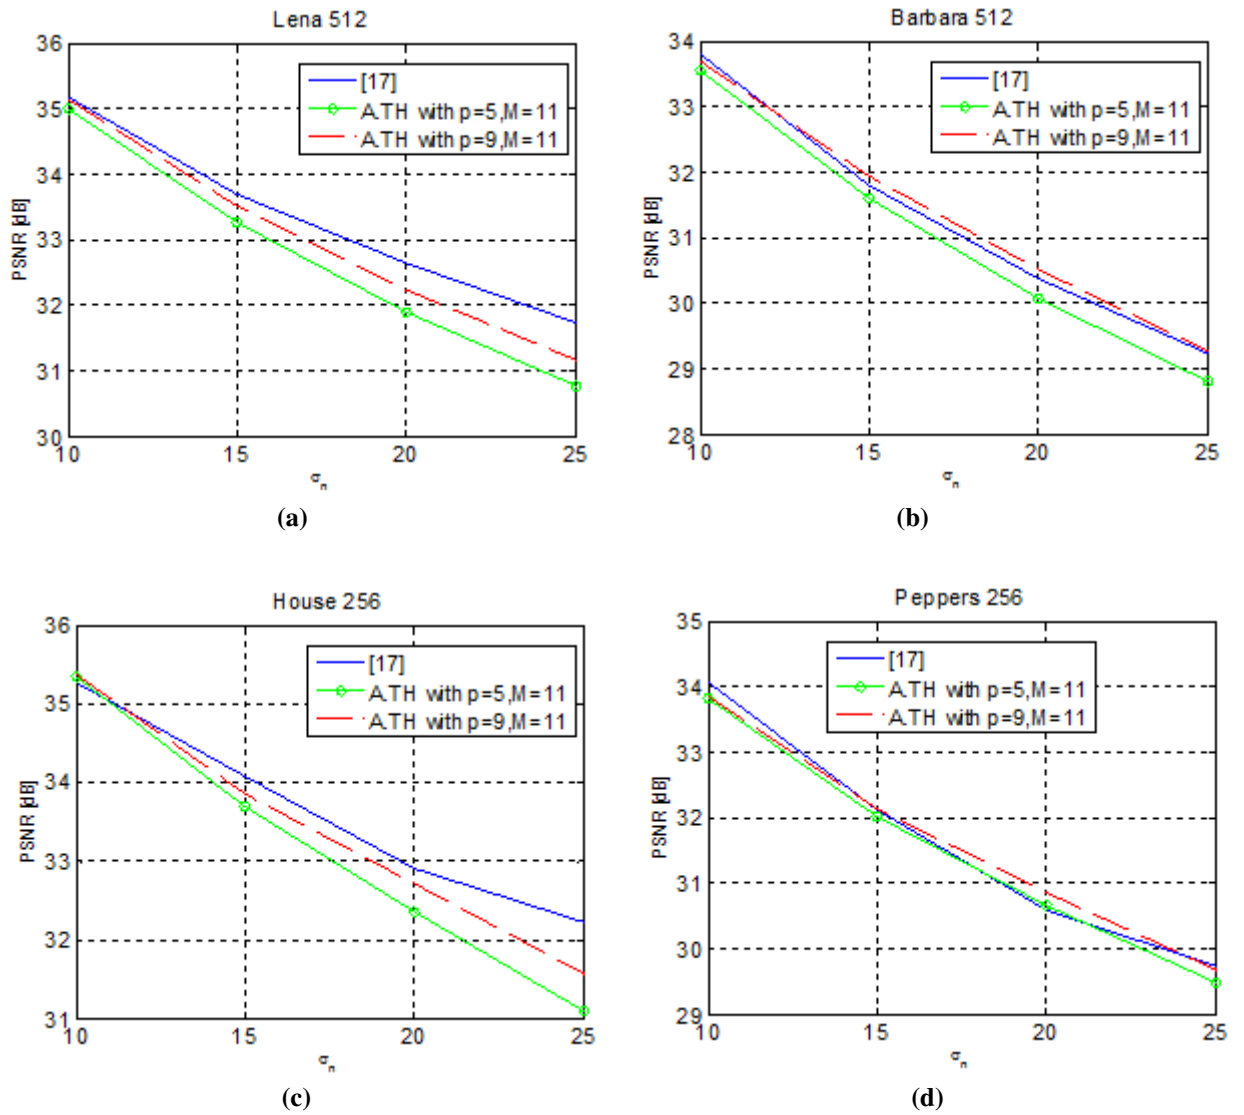 Lena 512
36
35
34
33
32
31
30
PSNR [dB]
[17]
A.TH with p=5,M=11
A.TH with p=9,M=11
10 15 20 25
σn
(a)
Barbara 512
34
33
32
31
30
29
28
PSNR [dB]
[17]
A.TH with p=5,M=11
A.TH with p=9,M=11
10 15 20 25
σn
(b)
House 256
36
35
34
33
32
31
PSNR [dB]
[17]
A.TH with p=5,M=11
A.TH with p=9,M=11
10 15 20 25
σn
(c)
Peppers 256
35
34
33
32
31
30
29
PSNR [dB]
[17]
A.TH with p=5,M=11
A.TH with p=9,M=11
10 15 20 25
σn
(d)